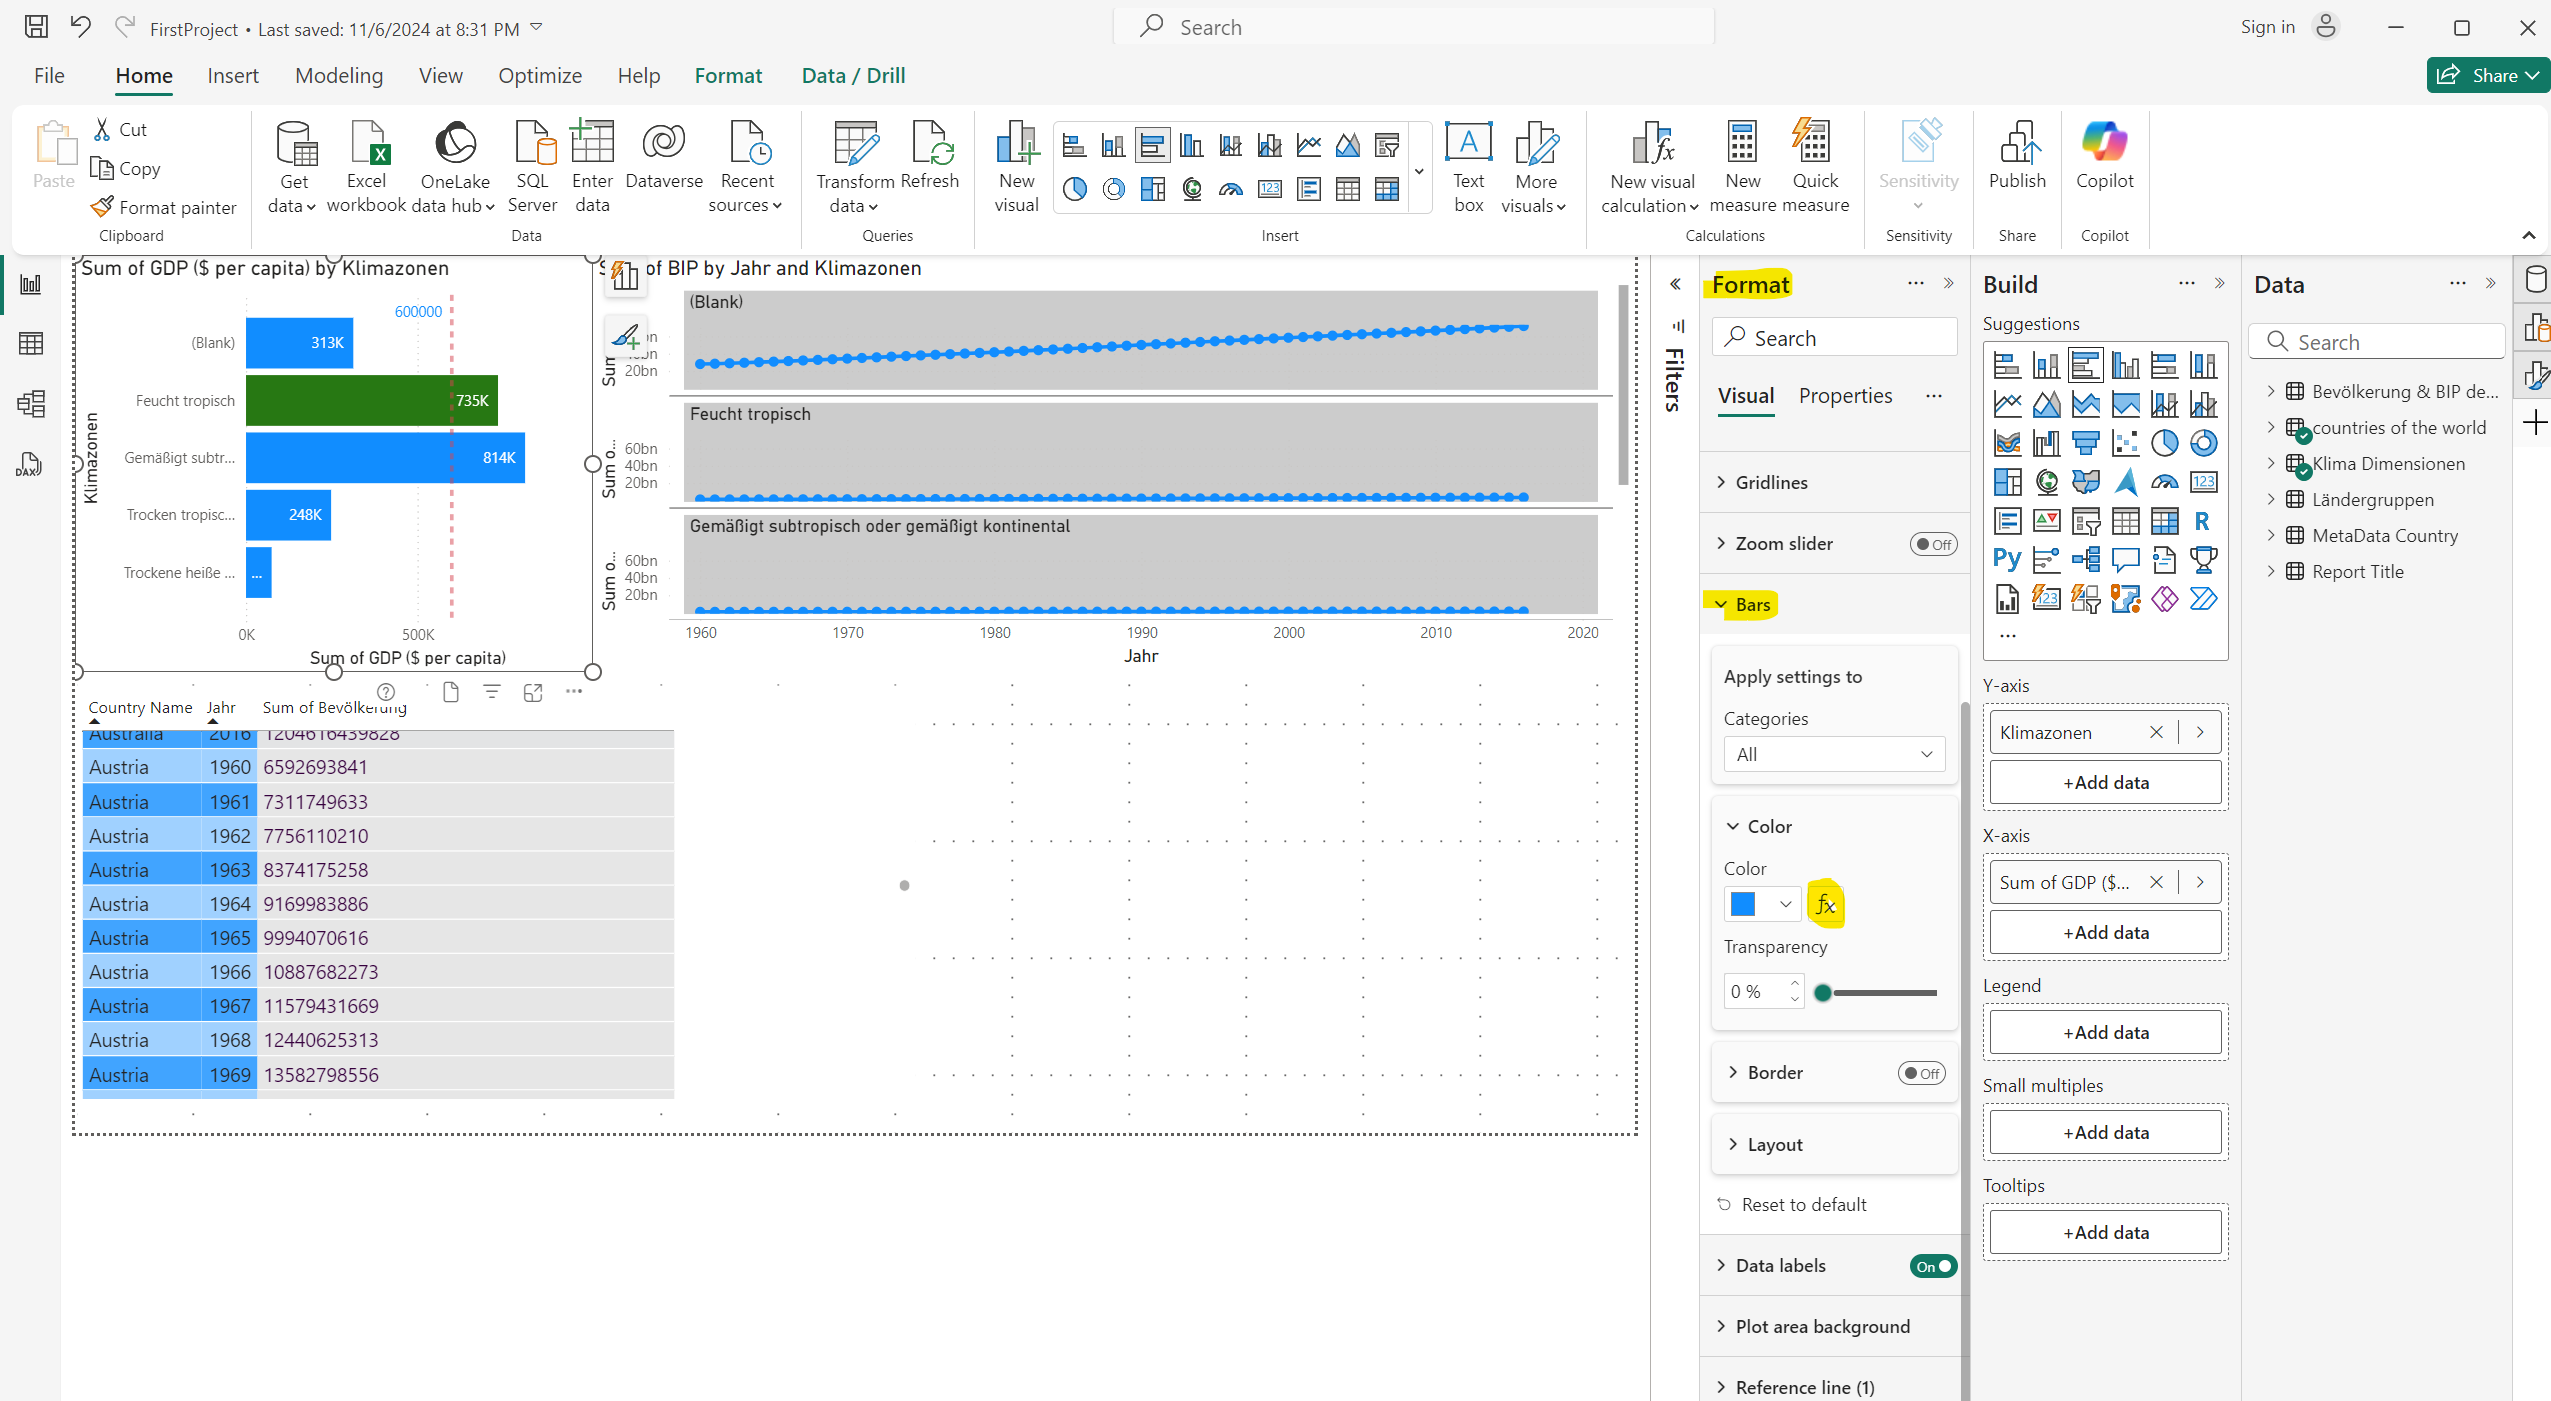 FirstProject • Last saved: 11/6/2024 at 8:31 PM
Search
Sign in
File
Home
Insert
Modeling
View
Optimize
Help
Format
Data / Drill
Share
Paste
Cut
Copy
Format painter
Clipboard
Get data
Excel workbook
OneLake data hub
SQL Server
Enter data
Dataverse
Recent sources
Data
Transform data
Refresh
Queries
New visual
Text box
More visuals
Insert
New visual calculation
New measure
Quick measure
Calculations
Sensitivity
Sensitivity
Publish
Share
Copilot
Copilot
Sum of GDP ($ per capita) by Klimazonen
600000
(Blank)
313K
Feucht tropisch
735K
Gemäßigt subtr...
814K
Trocken tropisc...
248K
Trockene heiße ...
...
Klimazonen
0K
500K
Sum of GDP ($ per capita)
of BIP by Jahr and Klimazonen
(Blank)
20bn
Feucht tropisch
60bn
40bn
20bn
Sum o...
Gemäßigt subtropisch oder gemäßigt kontinental
60bn
40bn
20bn
Sum o...
1960
1970
1980
1990
2000
2010
2020
Jahr
Country Name
Jahr
Sum of Bevölkerung
Australia 2016 1204616439828
Austria 1960 6592693841
Austria 1961 7311749633
Austria 1962 7756110210
Austria 1963 8374175258
Austria 1964 9169983886
Austria 1965 9994070616
Austria 1966 10887682273
Austria 1967 11579431669
Austria 1968 12440625313
Austria 1969 13582798556
Filters
Format
Search
Visual
Properties
Gridlines
Zoom slider
Off
Bars
Apply settings to
Categories
All
Color
Color
fx
Transparency
0 %
Border
Off
Layout
Reset to default
Data labels
On
Plot area background
Reference line (1)
Build
Suggestions
123
R
Py
123
Y-axis
Klimazonen
+Add data
X-axis
Sum of GDP ($...
+Add data
Legend
+Add data
Small multiples
+Add data
Tooltips
+Add data
Data
Search
Bevölkerung & BIP de...
countries of the world
Klima Dimensionen
Ländergruppen
MetaData Country
Report Title
DAX